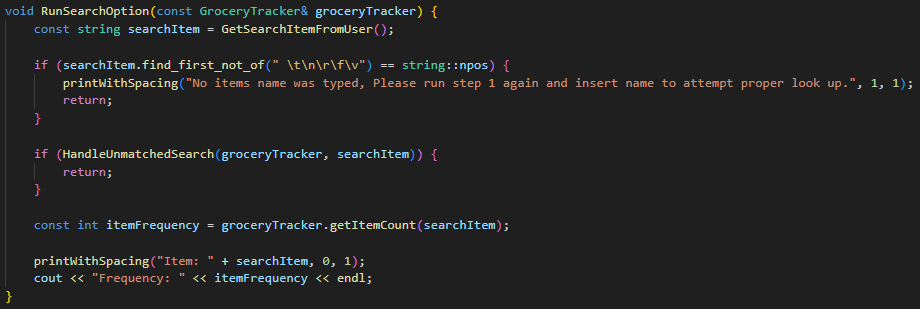 void RunSearchOption(const GroceryTracker& groceryTracker) {
    const string searchItem = GetSearchItemFromUser();

    if (searchItem.find_first_not_of(" \t\n\r\f\v") == string::npos) {
        printWithSpacing("No items name was typed, Please run step 1 again and insert name to attempt proper look up.", 1, 1);
        return;
    }

    if (HandleUnmatchedSearch(groceryTracker, searchItem)) {
        return;
    }

    const int itemFrequency = groceryTracker.getItemCount(searchItem);

    printWithSpacing("Item: " + searchItem, 0, 1);
    cout << "Frequency: " << itemFrequency << endl;
}